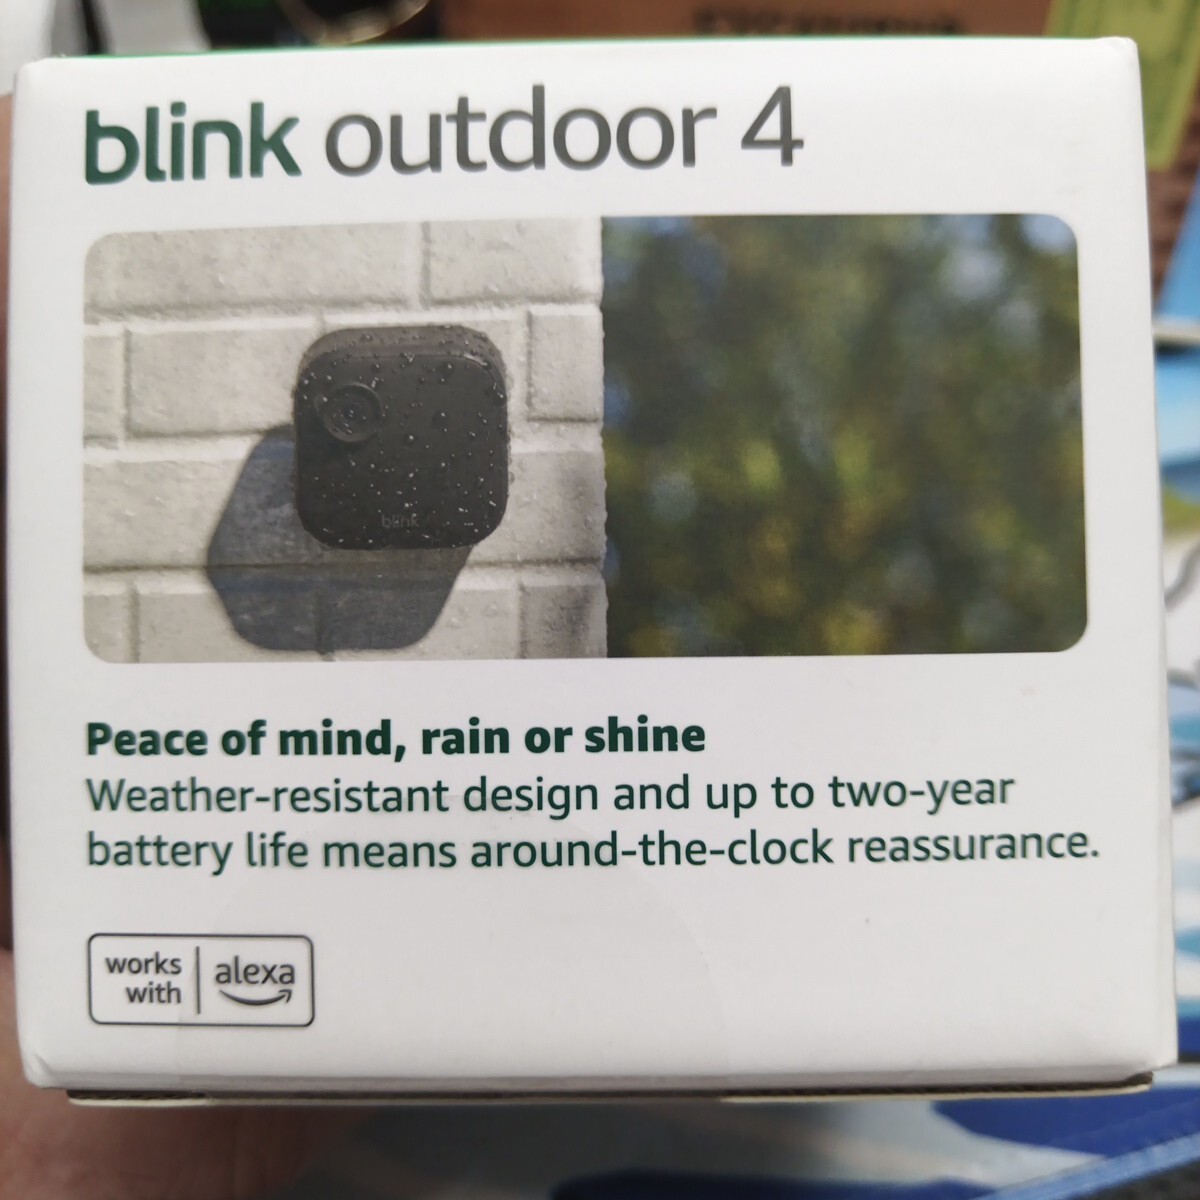 blink outdoor 4
blink
Peace of mind, rain or shine
Weather-resistant design and up to two-year
battery life means around-the-clock reassurance.
works
with
alexa